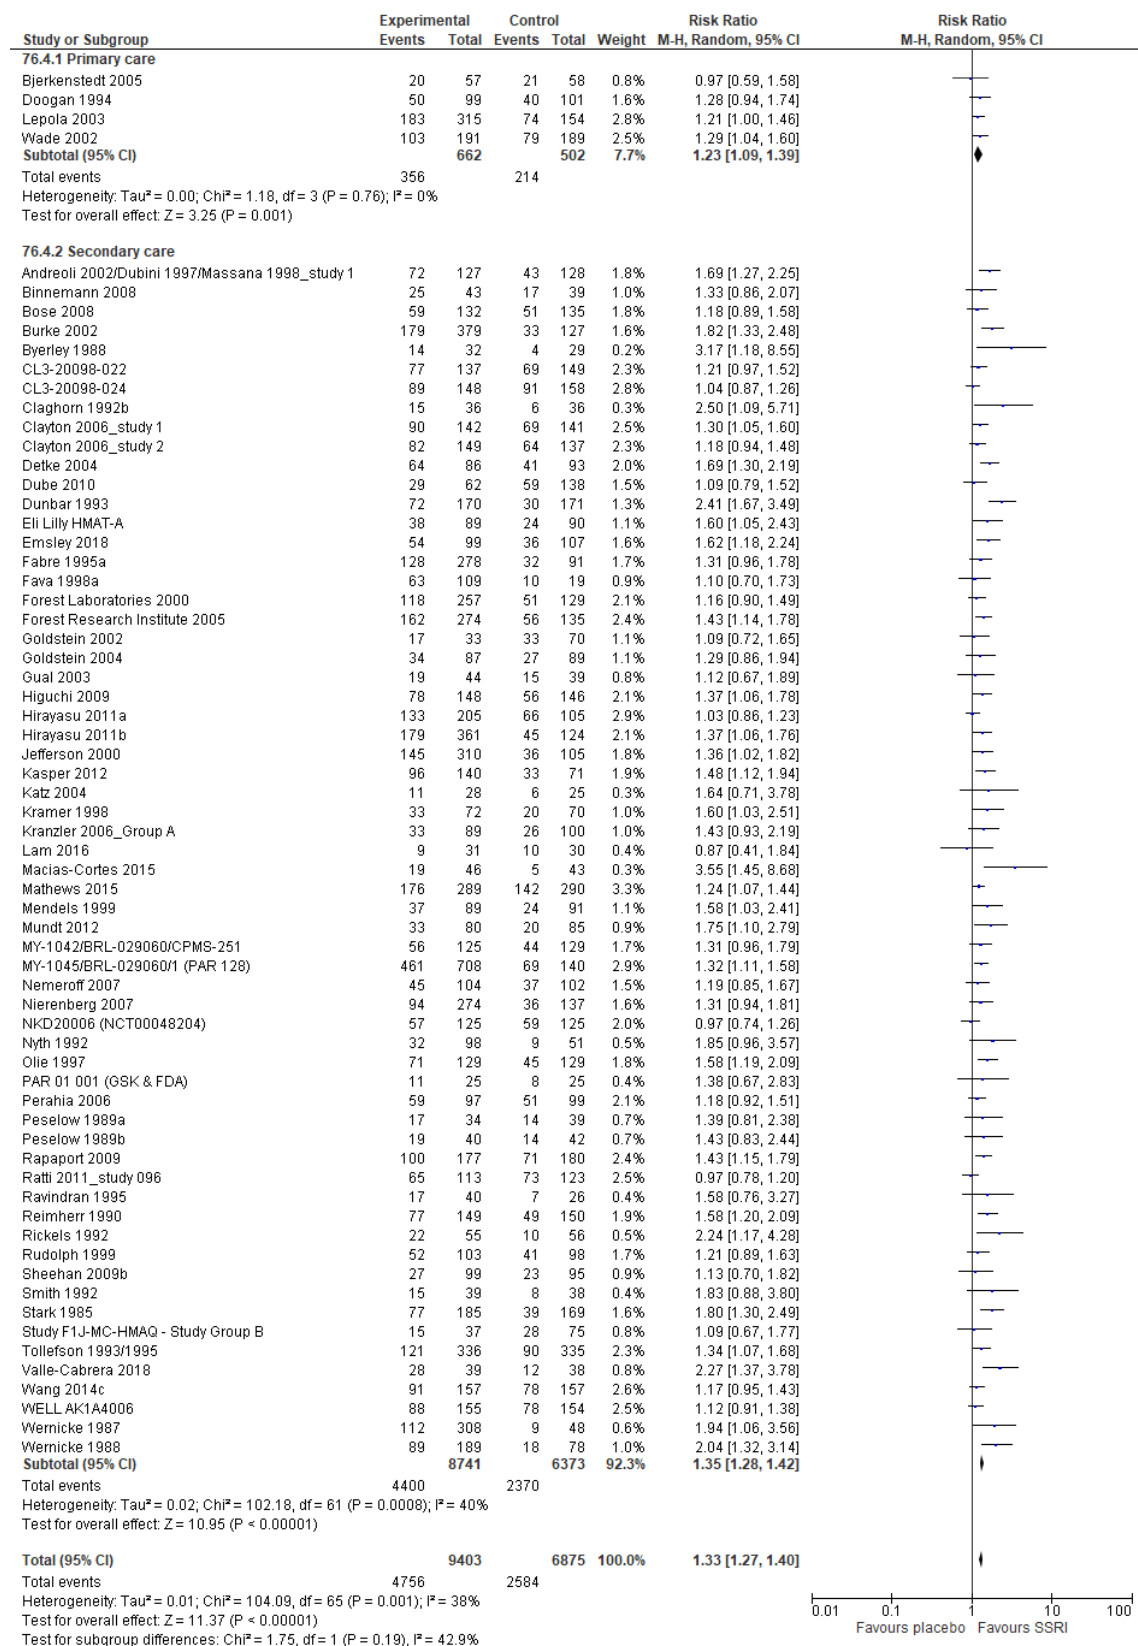 Experimental Control Risk Ratio Risk Ratio
Study or Subgroup Events Total Events Total Weight M-H, Random, 95% CI M-H, Random, 95% CI
76.4.1 Primary care
Bjerkenstedt 2005 20 57 21 58 0.8% 0.97 [0.59, 1.58]
Doogan 1994 50 99 40 101 1.6% 1.28 [0.94, 1.74]
Lepola 2003 183 315 74 154 2.8% 1.21 [1.00, 1.46]
Wade 2002 103 191 79 189 2.5% 1.29 [1.04, 1.60]
Subtotal (95% CI) 662 502 7.7% 1.23 [1.09, 1.39]
Total events 356 214
Heterogeneity: Tau² = 0.00; Chi² = 1.18, df = 3 (P = 0.76); I² = 0%
Test for overall effect: Z = 3.25 (P = 0.001)
76.4.2 Secondary care
Andreoli 2002/Dubini 1997/Massana 1998_study 1 72 127 43 128 1.8% 1.69 [1.27, 2.25]
Binnemann 2008 25 43 17 39 1.0% 1.33 [0.86, 2.07]
Bose 2008 59 132 51 135 1.8% 1.18 [0.89, 1.58]
Burke 2002 179 379 33 127 1.6% 1.82 [1.33, 2.48]
Byerley 1988 14 32 4 29 0.2% 3.17 [1.18, 8.55]
CL3-20098-022 77 137 69 149 2.3% 1.21 [0.97, 1.52]
CL3-20098-024 89 148 91 158 2.8% 1.04 [0.87, 1.26]
Claghorn 1992b 15 36 6 36 0.3% 2.50 [1.09, 5.71]
Clayton 2006_study 1 90 142 69 141 2.5% 1.30 [1.05, 1.60]
Clayton 2006_study 2 82 149 64 137 2.3% 1.18 [0.94, 1.48]
Detke 2004 64 86 41 93 2.0% 1.69 [1.30, 2.19]
Dube 2010 29 62 59 138 1.5% 1.09 [0.79, 1.52]
Dunbar 1993 72 170 30 171 1.3% 2.41 [1.67, 3.49]
Eli Lilly HMAT-A 38 89 24 90 1.1% 1.60 [1.05, 2.43]
Emsley 2018 54 99 36 107 1.6% 1.62 [1.18, 2.24]
Fabre 1995a 128 278 32 91 1.7% 1.31 [0.96, 1.78]
Fava 1998a 63 109 10 19 0.9% 1.10 [0.70, 1.73]
Forest Laboratories 2000 118 257 51 129 2.1% 1.16 [0.90, 1.49]
Forest Research Institute 2005 162 274 56 135 2.4% 1.43 [1.14, 1.78]
Goldstein 2002 17 33 33 70 1.1% 1.09 [0.72, 1.65]
Goldstein 2004 34 87 27 89 1.1% 1.29 [0.86, 1.94]
Gual 2003 19 44 15 39 0.8% 1.12 [0.67, 1.89]
Higuchi 2009 78 148 56 146 2.1% 1.37 [1.06, 1.78]
Hirayasu 2011a 133 205 66 105 2.9% 1.03 [0.86, 1.23]
Hirayasu 2011b 179 361 45 124 2.1% 1.37 [1.06, 1.76]
Jefferson 2000 145 310 36 105 1.8% 1.36 [1.02, 1.82]
Kasper 2012 96 140 33 71 1.9% 1.48 [1.12, 1.94]
Katz 2004 11 28 6 25 0.3% 1.64 [0.71, 3.78]
Kramer 1998 33 72 20 70 1.0% 1.60 [1.03, 2.51]
Kranzler 2006_Group A 33 89 26 100 1.0% 1.43 [0.93, 2.19]
Lam 2016 9 31 10 30 0.4% 0.87 [0.41, 1.84]
Macias-Cortes 2015 19 46 5 43 0.3% 3.55 [1.45, 8.68]
Mathews 2015 176 289 142 290 3.3% 1.24 [1.07, 1.44]
Mendels 1999 37 89 24 91 1.1% 1.58 [1.03, 2.41]
Mundt 2012 33 80 20 85 1.0% 1.75 [1.10, 2.79]
MY-1042/BRL-029060/CPMS-251 56 125 44 129 1.7% 1.31 [0.96, 1.79]
MY-1045/BRL-029060/1 (PAR 128) 461 708 69 140 2.9% 1.32 [1.11, 1.58]
Nemeroff 2007 45 104 37 102 1.5% 1.19 [0.85, 1.67]
Nierenberg 2007 94 274 36 137 1.6% 1.31 [0.94, 1.81]
NKD20006 (NCT00048204) 57 125 59 125 2.0% 0.97 [0.74, 1.26]
Nyth 1992 32 98 9 51 0.5% 1.85 [0.96, 3.57]
Olie 1997 71 129 45 129 1.8% 1.58 [1.19, 2.09]
PAR 01 001 (GSK & FDA) 11 25 8 25 0.4% 1.38 [0.67, 2.83]
Perahia 2006 59 97 51 99 2.2% 1.18 [0.92, 1.51]
Peselow 1989a 17 34 14 39 0.7% 1.39 [0.81, 2.38]
Peselow 1989b 19 40 14 42 0.7% 1.43 [0.83, 2.44]
Rapaport 2009 100 177 71 180 2.4% 1.43 [1.15, 1.79]
Ratti 2011_study 096 65 113 73 123 2.5% 0.97 [0.78, 1.20]
Ravindran 1995 17 40 7 26 0.4% 1.58 [0.76, 3.27]
Reimherr 1990 77 149 49 150 1.9% 1.58 [1.20, 2.09]
Rickels 1992 22 55 10 56 0.5% 2.24 [1.17, 4.28]
Rudolph 1999 52 103 41 98 1.7% 1.21 [0.89, 1.63]
Sheehan 2009b 27 99 23 95 0.9% 1.13 [0.70, 1.82]
Smith 1992 15 39 8 38 0.4% 1.83 [0.88, 3.80]
Stark 1985 77 185 39 169 1.6% 1.80 [1.30, 2.49]
Study F1J-MC-HMAQ - Study Group B 15 37 28 75 0.8% 1.09 [0.67, 1.77]
Tollefson 1993/1995 121 336 90 335 2.3% 1.34 [1.07, 1.68]
Valle-Cabrera 2018 28 39 12 38 0.8% 2.27 [1.37, 3.78]
Wang 2014c 91 157 78 157 2.6% 1.17 [0.95, 1.43]
WELL AK1A4006 88 155 78 154 2.6% 1.12 [0.91, 1.38]
Wernicke 1987 112 308 9 48 0.6% 1.94 [1.06, 3.56]
Wernicke 1988 89 189 18 78 1.0% 2.04 [1.32, 3.14]
Subtotal (95% CI) 8741 6373 92.3% 1.35 [1.28, 1.42]
Total events 4400 2370
Heterogeneity: Tau² = 0.02; Chi² = 102.18, df = 61 (P = 0.0008); I² = 40%
Test for overall effect: Z = 10.95 (P < 0.00001)
Total (95% CI) 9403 6875 100.0% 1.33 [1.27, 1.40]
Total events 4756 2584
Heterogeneity: Tau² = 0.01; Chi² = 104.09, df = 65 (P = 0.001); I² = 38%
Test for overall effect: Z = 11.37 (P < 0.00001)
Test for subgroup differences: Chi² = 1.75, df = 1 (P = 0.19), I² = 42.9%
0.01 0.1 1 10 100
Favours placebo Favours SSRI